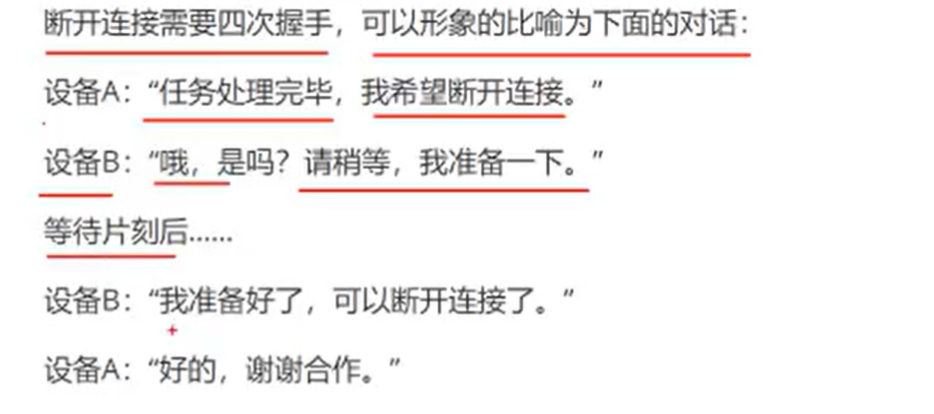 断开连接需要四次握手，可以形象的比喻为下面的对话：
设备A：“任务处理完毕，我希望断开连接。”
设备B：“哦，是吗？请稍等，我准备一下。”
等待片刻后……
设备B：“我准备好了，可以断开连接了。”
设备A：“好的，谢谢合作。”